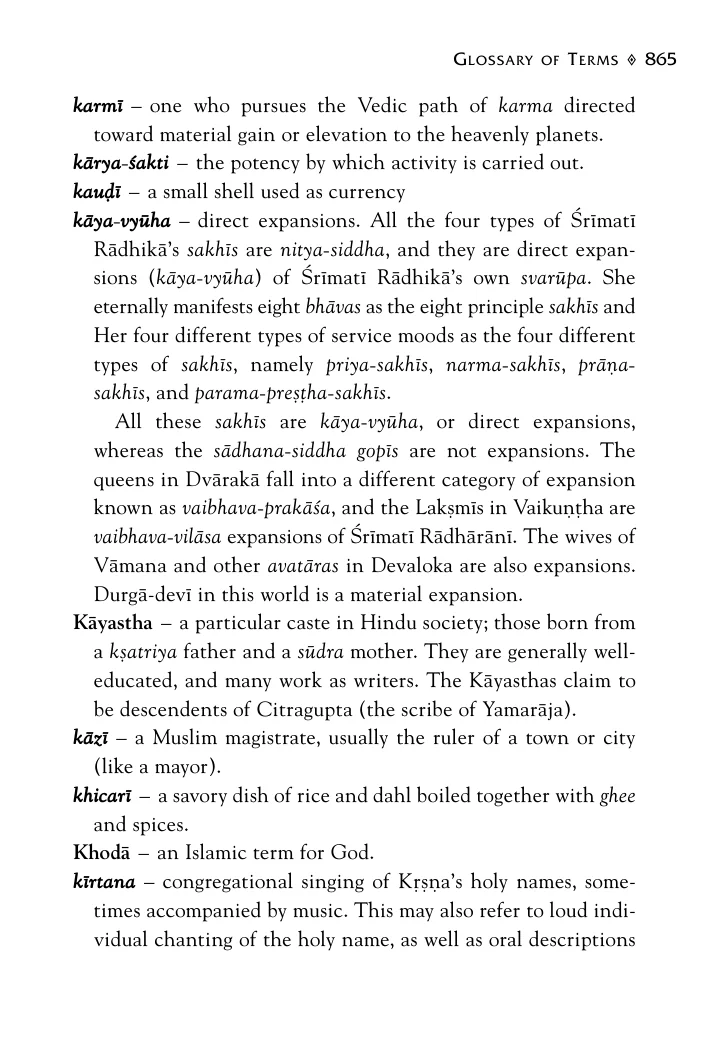 Glossary of Terms ◊ 865
karmī – one who pursues the Vedic path of karma directed
toward material gain or elevation to the heavenly planets.
kārya-śakti – the potency by which activity is carried out.
kauḍī – a small shell used as currency
kāya-vyūha – direct expansions. All the four types of Śrīmatī
Rādhikā’s sakhīs are nitya-siddha, and they are direct expan-
sions (kāya-vyūha) of Śrīmatī Rādhikā’s own svarūpa. She
eternally manifests eight bhāvas as the eight principle sakhīs and
Her four different types of service moods as the four different
types of sakhīs, namely priya-sakhīs, narma-sakhīs, prāṇa-
sakhīs, and parama-preṣṭha-sakhīs.
All these sakhīs are kāya-vyūha, or direct expansions,
whereas the sādhana-siddha gopīs are not expansions. The
queens in Dvārakā fall into a different category of expansion
known as vaibhava-prakāśa, and the Lakṣmīs in Vaikuṇṭha are
vaibhava-vilāsa expansions of Śrīmatī Rādhārānī. The wives of
Vāmana and other avatāras in Devaloka are also expansions.
Durgā-devī in this world is a material expansion.
Kāyastha – a particular caste in Hindu society; those born from
a kṣatriya father and a sūdra mother. They are generally well-
educated, and many work as writers. The Kāyasthas claim to
be descendents of Citragupta (the scribe of Yamarāja).
kāzī – a Muslim magistrate, usually the ruler of a town or city
(like a mayor).
khicarī – a savory dish of rice and dahl boiled together with ghee
and spices.
Khodā – an Islamic term for God.
kīrtana – congregational singing of Kṛṣṇa’s holy names, some-
times accompanied by music. This may also refer to loud indi-
vidual chanting of the holy name, as well as oral descriptions